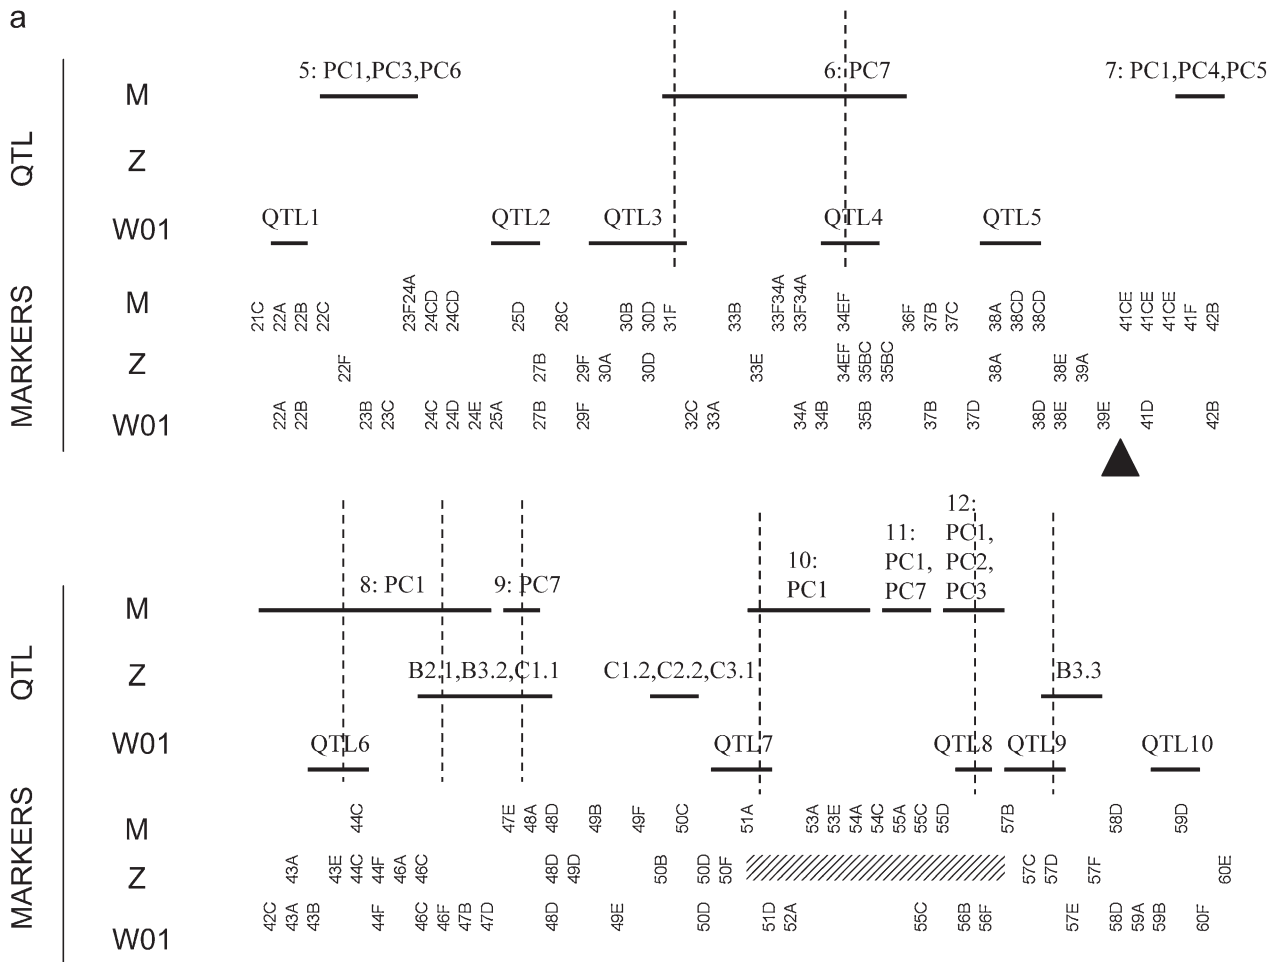 a
5: PC1,PC3,PC6
6: PC7
7: PC1,PC4,PC5
M
QTL
Z
W01
QTL1
QTL2
QTL3
QTL4
QTL5
MARKERS
M
21C 22A 22B 22C 23F24A 24CD 24CD 25D 28C 30B 30D 31F 33B 33F34A 33F34A 34EF 36F 37B 37C 38A 38CD 38CD 41CE 41CE 41CE 41F 42B
Z
22F 27B 29F 30A 30D 33E 34EF 35BC 35BC 38A 38E 39A
W01
22A 22B 23B 23C 24C 24D 24E 25A 27B 29F 32C 33A 34A 34B 35B 37B 37D 38D 38E 39E 41D 42B
8: PC1
9: PC7
10:
PC1
11:
PC1,
PC7
12:
PC1,
PC2,
PC3
M
QTL
Z
B2.1,B3.2,C1.1
C1.2,C2.2,C3.1
B3.3
W01
QTL6
QTL7
QTL8
QTL9
QTL10
MARKERS
M
44C 47E 48A 48D 49B 49F 50C 51A 53A 53E 54A 54C 55A 55C 55D 57B 58D 59D
Z
43A 43E 44C 44F 46A 46C 48D 49D 50B 50D 50F 57C 57D 57F 60E
W01
42C 43A 43B 44F 46C 46F 47B 47D 48D 49E 50D 51D 52A 55C 56B 56F 57E 58D 59A 59B 60F